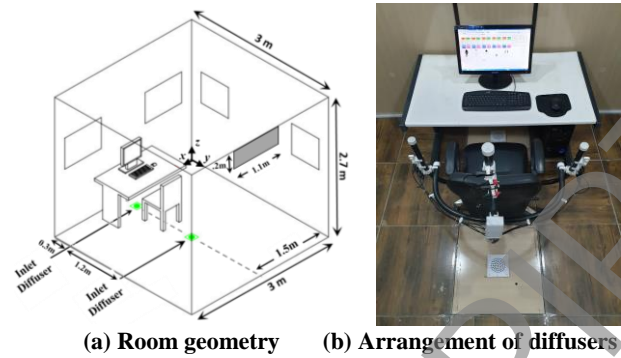 3 m
2.7 m
z
x
y
.2m
1.1m
0.3m
1.2m
1.5m
3 m
Inlet
Diffuser
Inlet
Diffuser
(a) Room geometry (b) Arrangement of diffusers